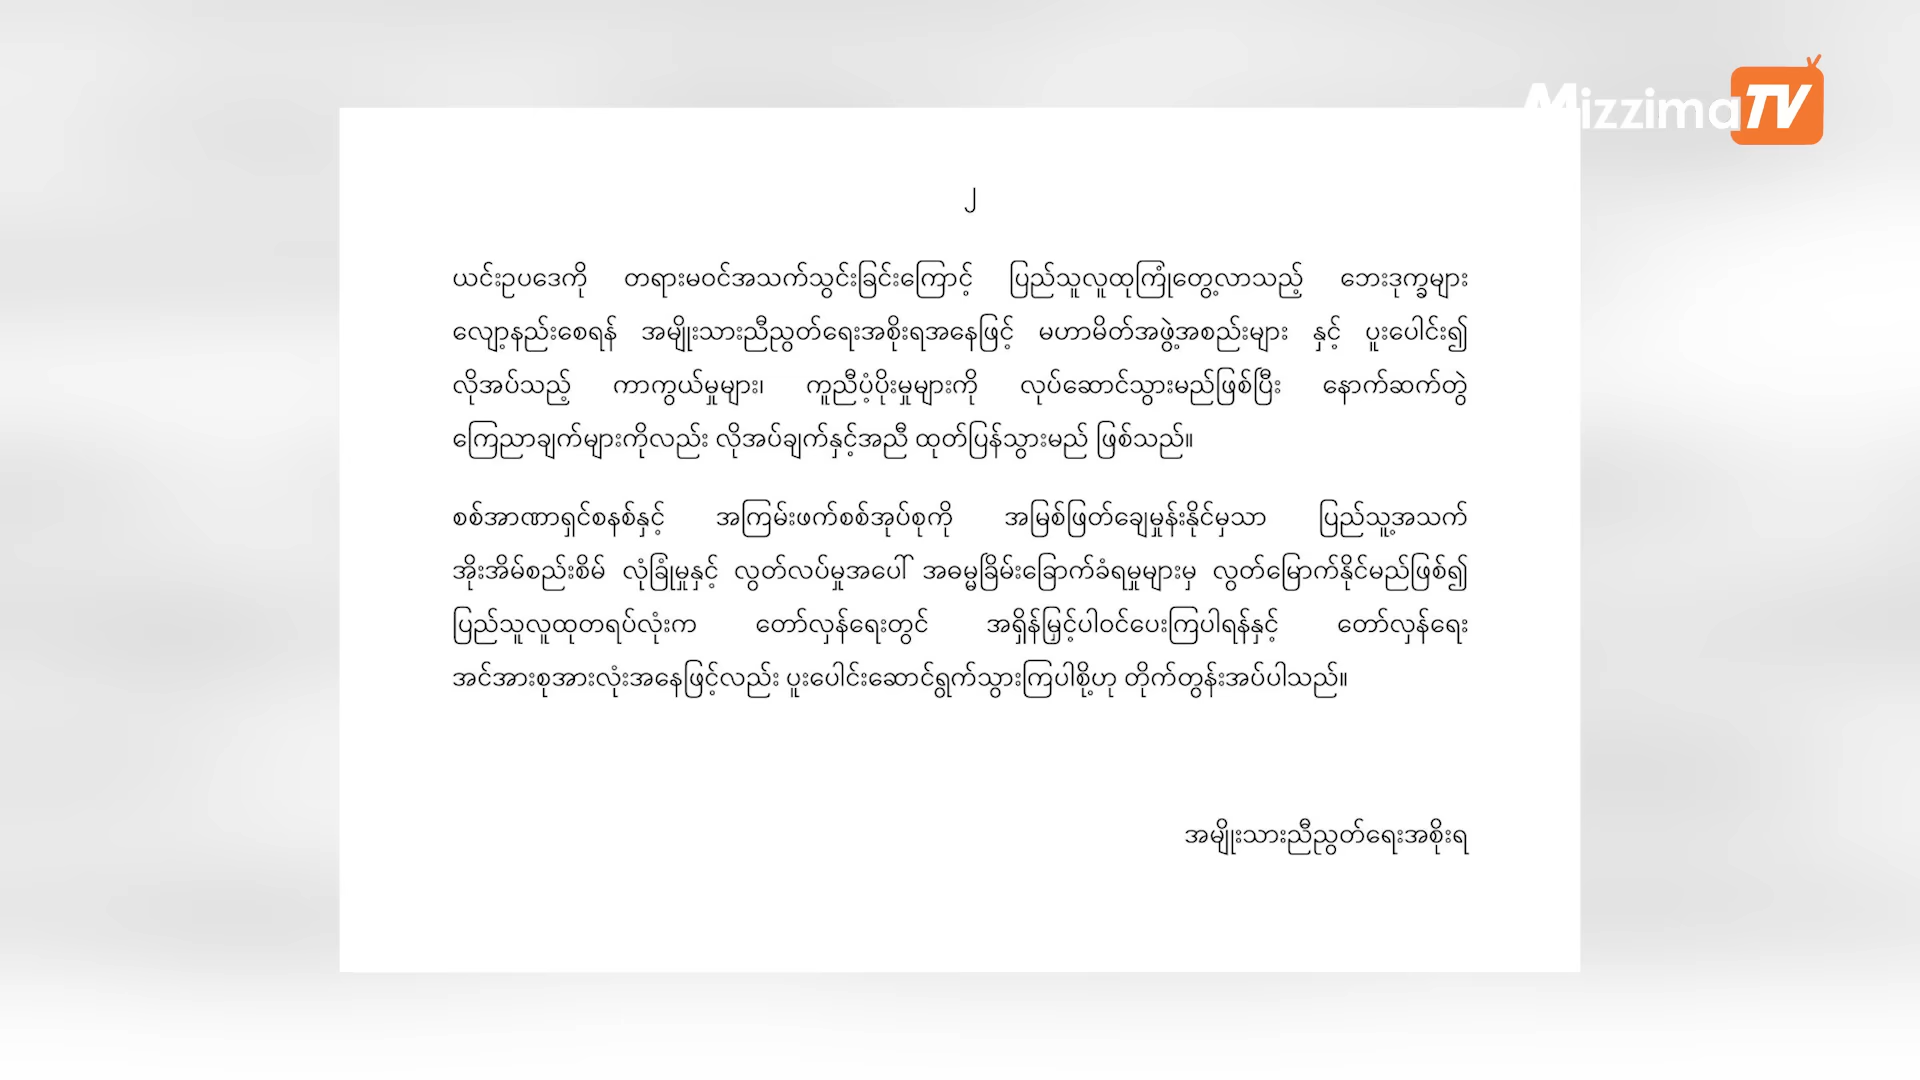 MizzimaTV
၂
ယင်းဥပဒေကို တရားမဝင်အသက်သွင်းခြင်းကြောင့် ပြည်သူလူထုကြုံတွေ့လာသည့် ဘေးဒုက္ခများ
လျော့နည်းစေရန် အမျိုးသားညီညွတ်ရေးအစိုးရအနေဖြင့် မဟာမိတ်အဖွဲ့အစည်းများ နှင့် ပူးပေါင်း၍
လိုအပ်သည့် ကာကွယ်မှုများ၊ ကူညီပံ့ပိုးမှုများကို လုပ်ဆောင်သွားမည်ဖြစ်ပြီး နောက်ဆက်တွဲ
ကြေညာချက်များကိုလည်း လိုအပ်ချက်နှင့်အညီ ထုတ်ပြန်သွားမည် ဖြစ်သည်။
စစ်အာဏာရှင်စနစ်နှင့် အကြမ်းဖက်စစ်အုပ်စုကို အမြစ်ဖြတ်ချေမှုန်းနိုင်မှသာ ပြည်သူ့အသက်
အိုးအိမ်စည်းစိမ် လုံခြုံမှုနှင့် လွတ်လပ်မှုအပေါ် အဓမ္မခြိမ်းခြောက်ခံရမှုများမှ လွတ်မြောက်နိုင်မည်ဖြစ်၍
ပြည်သူလူထုတရပ်လုံးက တော်လှန်ရေးတွင် အရှိန်မြှင့်ပါဝင်ပေးကြပါရန်နှင့် တော်လှန်ရေး
အင်အားစုအားလုံးအနေဖြင့်လည်း ပူးပေါင်းဆောင်ရွက်သွားကြပါစို့ဟု တိုက်တွန်းအပ်ပါသည်။
အမျိုးသားညီညွတ်ရေးအစိုးရ